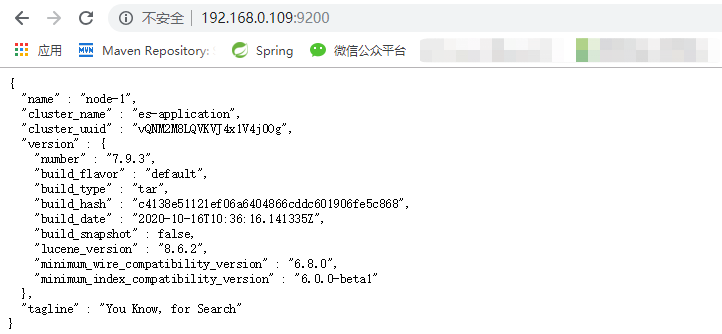 不安全 | 192.168.0.109:9200
应用 Maven Repository: Spring 微信公众平台
{
"name" : "node-1",
"cluster_name" : "es-application",
"cluster_uuid" : "vQNM2M8LQVKVJ4x1V4jOOg",
"version" : {
"number" : "7.9.3",
"build_flavor" : "default",
"build_type" : "tar",
"build_hash" : "c4138e51121ef06a6404866cddc601906fe5c868",
"build_date" : "2020-10-16T10:36:16.141335Z",
"build_snapshot" : false,
"lucene_version" : "8.6.2",
"minimum_wire_compatibility_version" : "6.8.0",
"minimum_index_compatibility_version" : "6.0.0-beta1"
},
"tagline" : "You Know, for Search"
}